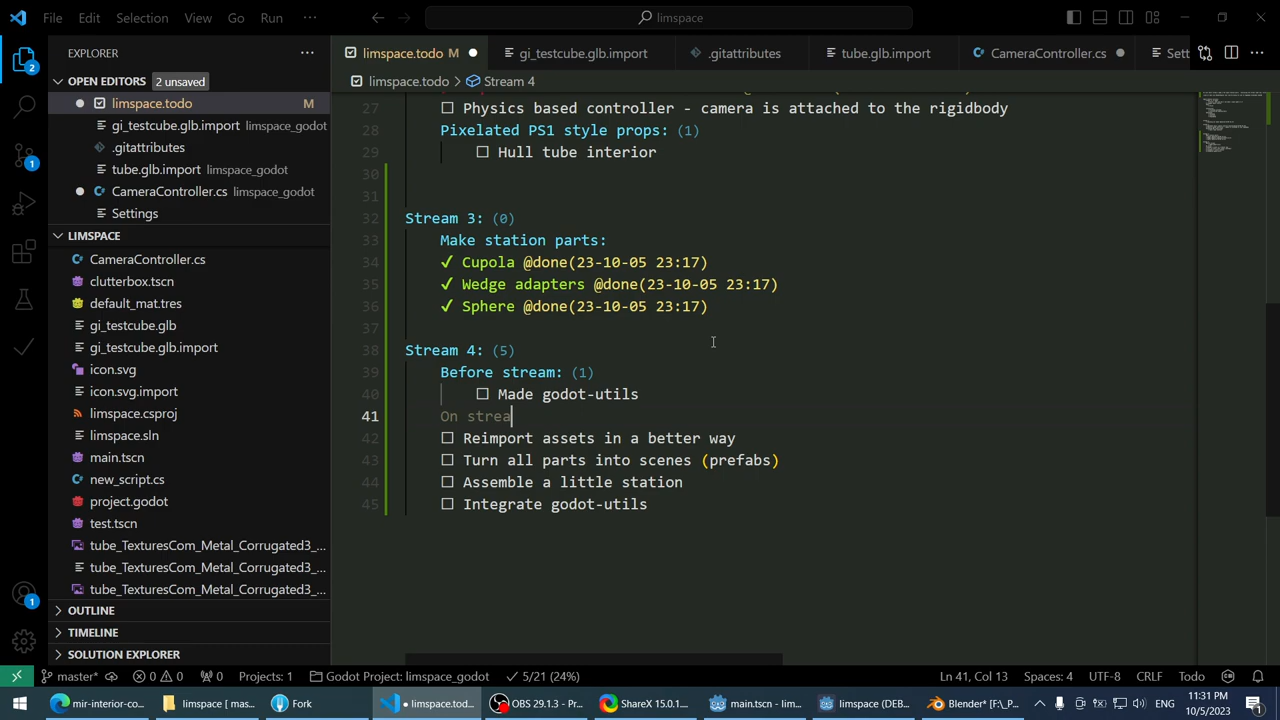 File Edit Selection View Go Run ···
limspace
EXPLORER
limspace.todo M
gi_testcube.glb.import
.gitattributes
tube.glb.import
CameraController.cs
Sett
OPEN EDITORS 2 unsaved
limspace.todo > Stream 4
limspace.todo M
gi_testcube.glb.import limspace_godot
.gitattributes
tube.glb.import limspace_godot
CameraController.cs limspace_godot
Settings
LIMSPACE
CameraController.cs
clutterbox.tscn
default_mat.tres
gi_testcube.glb
gi_testcube.glb.import
icon.svg
icon.svg.import
limspace.csproj
limspace.sln
main.tscn
new_script.cs
project.godot
test.tscn
tube_TexturesCom_Metal_Corrugated3_...
tube_TexturesCom_Metal_Corrugated3_...
tube_TexturesCom_Metal_Corrugated3_...
OUTLINE
TIMELINE
SOLUTION EXPLORER
2
1
1
27 ☐ Physic based controller - camera is attached to the rigidbody
28 Pixelated PS1 style props: (1)
29 ☐ Hull tube interior
30
31
32 Stream 3: (0)
33 Make station parts:
34 ✓ Cupola @done(23-10-05 23:17)
35 ✓ Wedge adapters @done(23-10-05 23:17)
36 ✓ Sphere @done(23-10-05 23:17)
37
38 Stream 4: (5)
39 Before stream: (1)
40 ☐ Made godot-utils
41 On strea
42 ☐ Reimport assets in a better way
43 ☐ Turn all parts into scenes (prefabs)
44 ☐ Assemble a little station
45 ☐ Integrate godot-utils
master* 0 0 0 Projects: 1 Godot Project: limspace_godot ✓ 5/21 (24%) Ln 41, Col 13 Spaces: 4 UTF-8 CRLF Todo
mir-interior-co...
limspace [ mas...
Fork
● limspace.tod...
OBS 29.1.3 - Pr...
ShareX 15.0.1...
main.tscn - lim...
limspace (DEB...
Blender* [F:\_P...
ENG
11:31 PM
10/5/2023
1